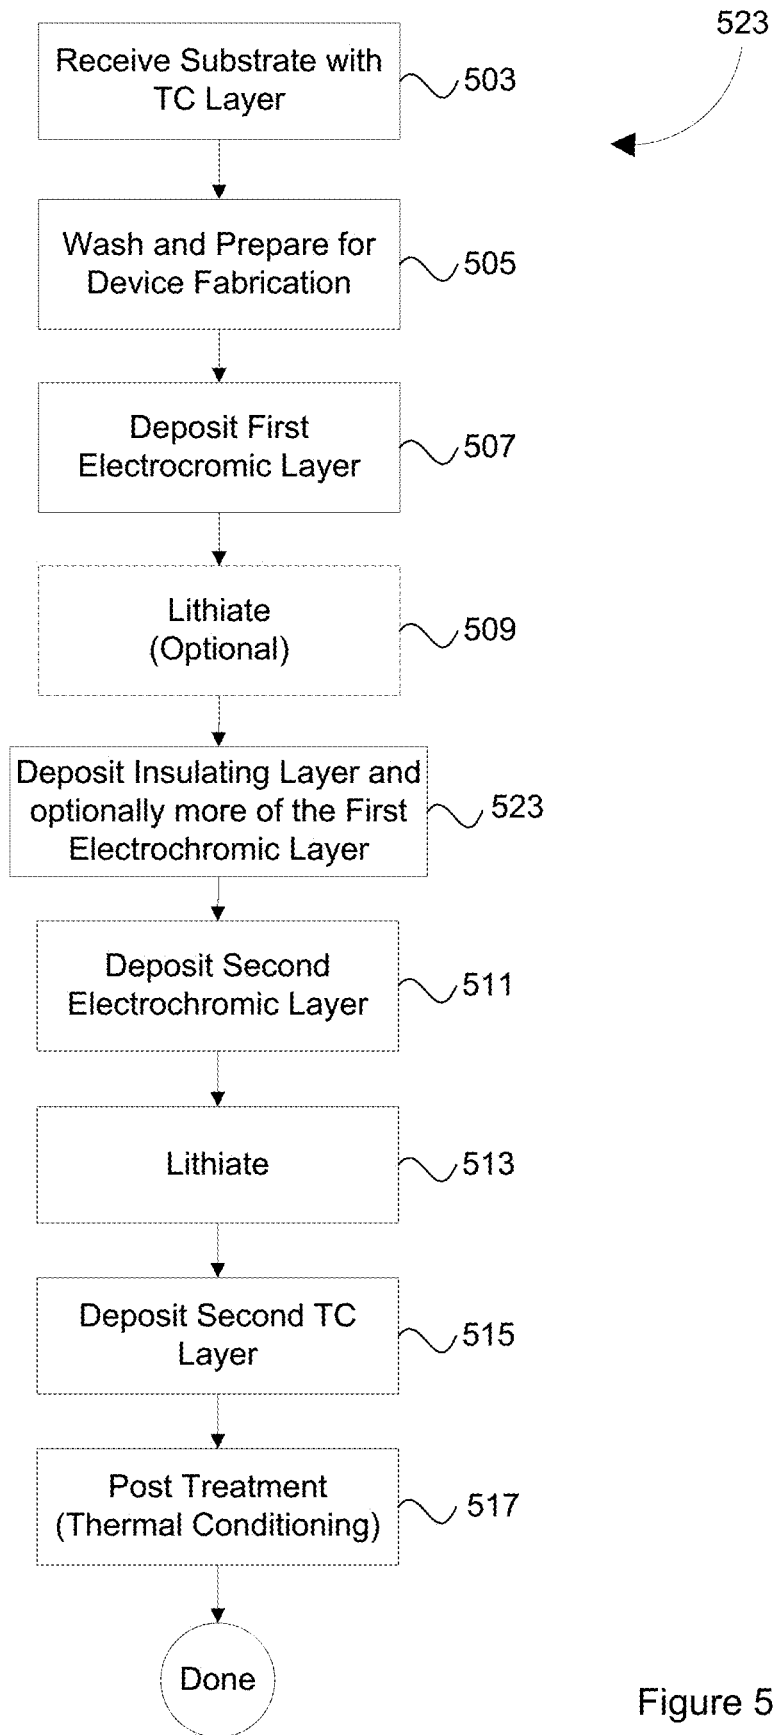 523
Receive Substrate with
TC Layer
503
Wash and Prepare for
Device Fabrication
505
Deposit First
Electrocromic Layer
507
Lithiate
(Optional)
509
Deposit Insulating Layer and
optionally more of the First
Electrochromic Layer
523
Deposit Second
Electrochromic Layer
511
Lithiate
513
Deposit Second TC
Layer
515
Post Treatment
(Thermal Conditioning)
517
Done
Figure 5